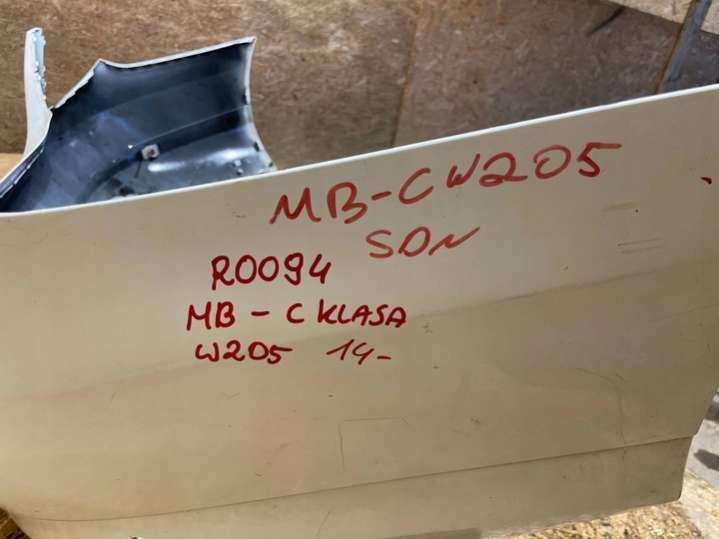 MB-CW205
SDN
R0094
MB - C KLASA
W205 14-